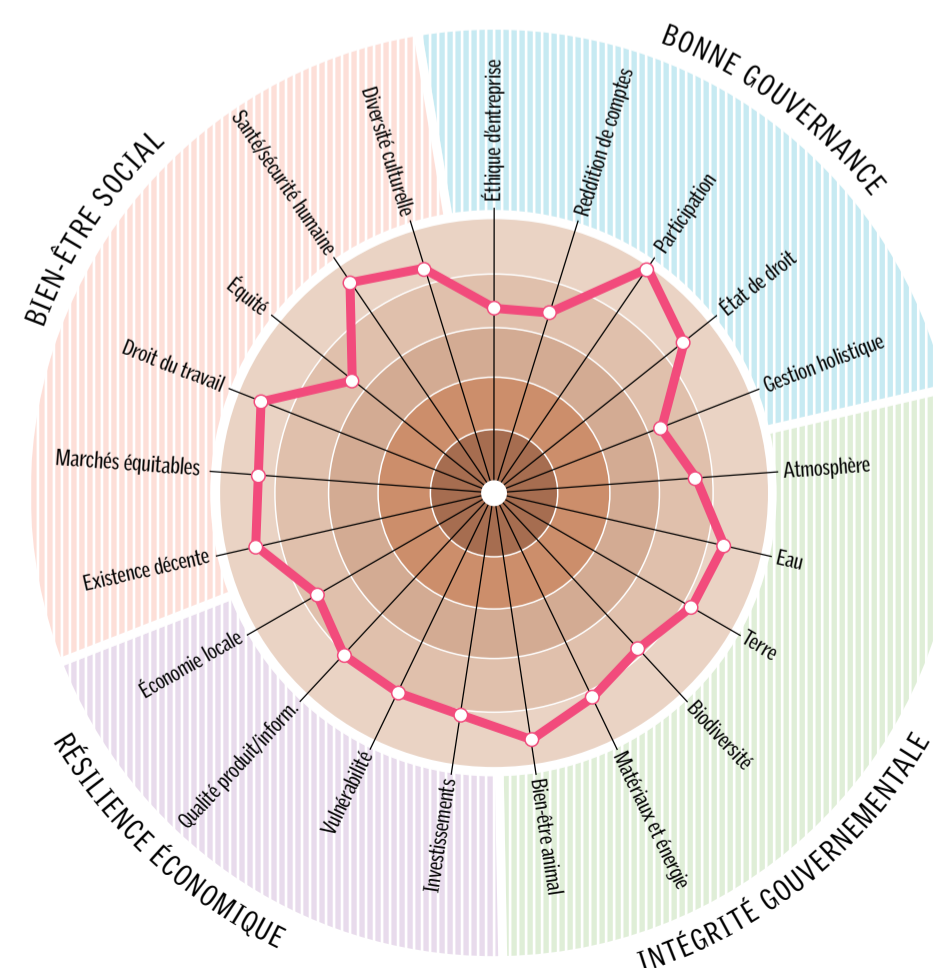 BONNE GOUVERNANCE
Éthique d'entreprise
Reddition de comptes
Participation
État de droit
Gestion holistique
INTÉGRITÉ GOUVERNEMENTALE
Atmosphère
Eau
Terre
Biodiversité
Matériaux et énergie
Bien-être animal
RÉSILIENCE ÉCONOMIQUE
Investissements
Vulnérabilité
Qualité produit/inform.
Économie locale
BIEN-ÊTRE SOCIAL
Existence décente
Marchés équitables
Droit du travail
Équité
Santé/sécurité humaine
Diversité culturelle